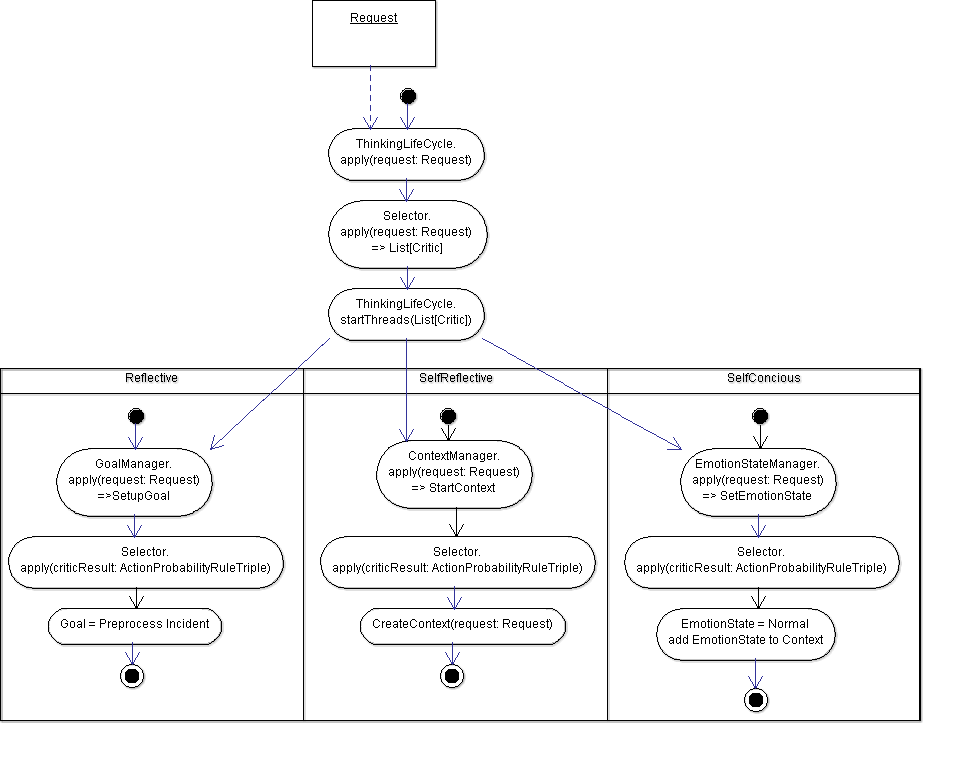 Request
ThinkingLifeCycle.
apply(request: Request)
Selector.
apply(request: Request)
=> List[Critic]
ThinkingLifeCycle.
startThreads(List[Critic])
Reflective
SelfReflective
SelfConcious
GoalManager.
apply(request: Request)
=>SetupGoal
Selector.
apply(criticResult: ActionProbabilityRuleTriple)
Goal = Preprocess Incident
ContextManager.
apply(request: Request)
=> StartContext
Selector.
apply(criticResult: ActionProbabilityRuleTriple)
CreateContext(request: Request)
EmotionStateManager.
apply(request: Request)
=> SetEmotionState
Selector.
apply(criticResult: ActionProbabilityRuleTriple)
EmotionState = Normal
add EmotionState to Context